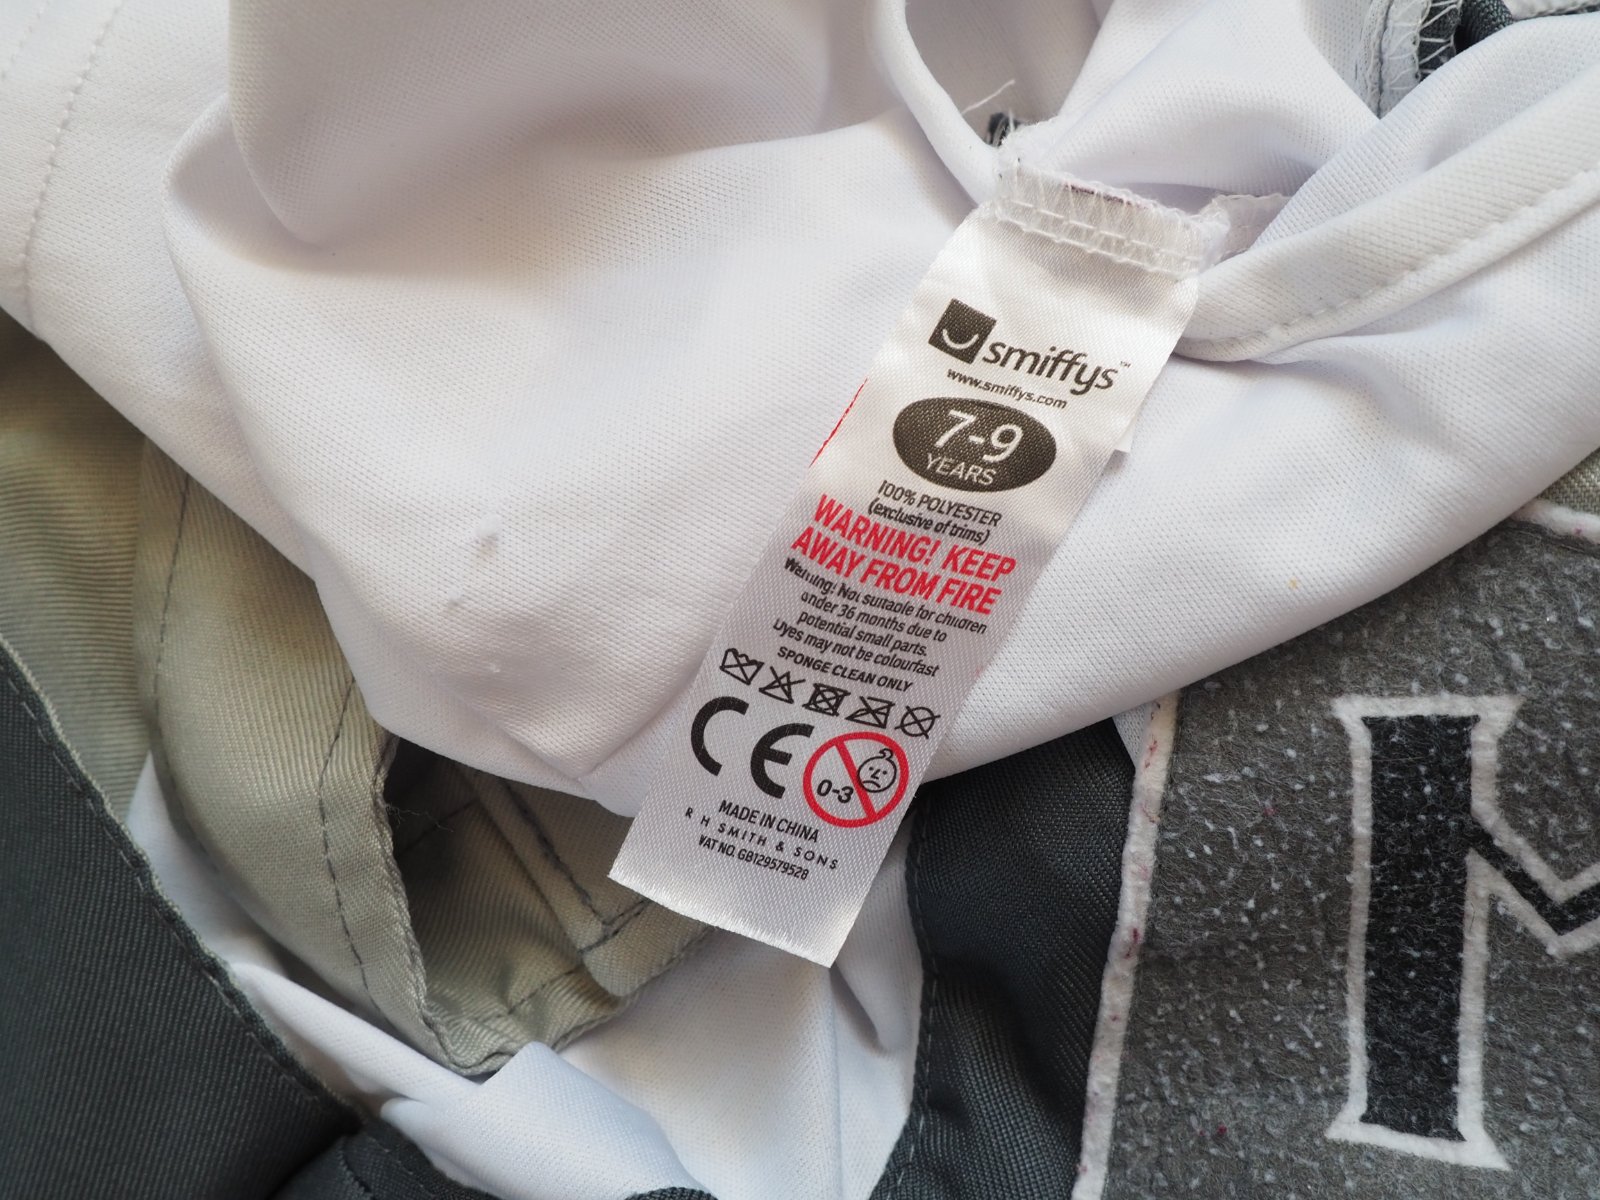 smiffys™
www.smiffys.com
7-9
YEARS
100% POLYESTER
(exclusive of trims)
WARNING! KEEP
AWAY FROM FIRE
Warning! Not suitable for children
under 36 months due to
potential small parts.
Dyes may not be colourfast
SPONGE CLEAN ONLY
CE
0-3
MADE IN CHINA
R H SMITH & SONS
VAT NO. GB129579528